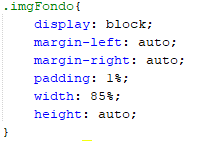 .imgFondo{
    display: block;
    margin-left: auto;
    margin-right: auto;
    padding: 1%;
    width: 85%;
    height: auto;
}